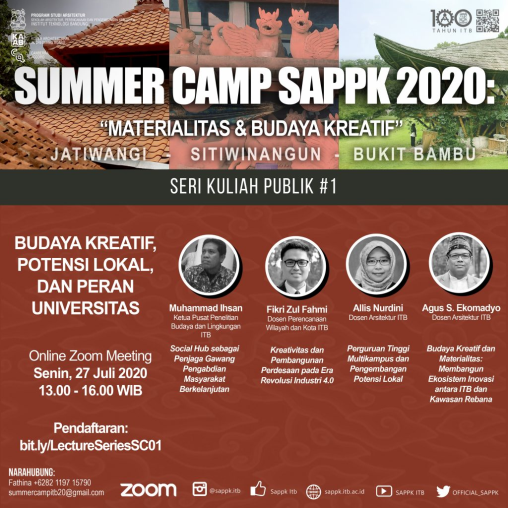 PROGRAM STUDI ARSITEKTUR
INSTITUT TEKNOLOGI BANDUNG
100
TAHUN ITB
SUMMER CAMP SAPPK 2020:
“MATERIALITAS & BUDAYA KREATIF”
JATIWANGI - SITIWINANGUN - BUKIT BAMBU
SERI KULIAH PUBLIK #1
BUDAYA KREATIF,
POTENSI LOKAL,
DAN PERAN
UNIVERSITAS
Online Zoom Meeting
Senin, 27 Juli 2020
13.00 - 16.00 WIB
Pendaftaran:
bit.ly/LectureSeriesSC01
Muhammad Ihsan
Ketua Pusat Penelitian
Budaya dan Lingkungan
ITB
Social Hub sebagai
Penjaga Gawang
Pengabdian
Masyarakat
Berkelanjutan
Fikri Zul Fahmi
Dosen Perencanaan
Wilayah dan Kota ITB
Kreativitas dan
Pembangunan
Perdesaan pada Era
Revolusi Industri 4.0
Allis Nurdini
Dosen Arsitektur ITB
Perguruan Tinggi
Multikampus dan
Pengembangan
Potensi Lokal
Agus S. Ekomadyo
Dosen Arsitektur ITB
Budaya Kreatif dan
Materialitas:
Membangun
Ekosistem Inovasi
antara ITB dan
Kawasan Rebana
NARAHUBUNG:
Fathina +6282 1197 15790
summercampitb20@gmail.com
zoom
@sappk.itb
Sappk Itb
sappk.itb.ac.id
SAPPK ITB
OFFICIAL_SAPPK